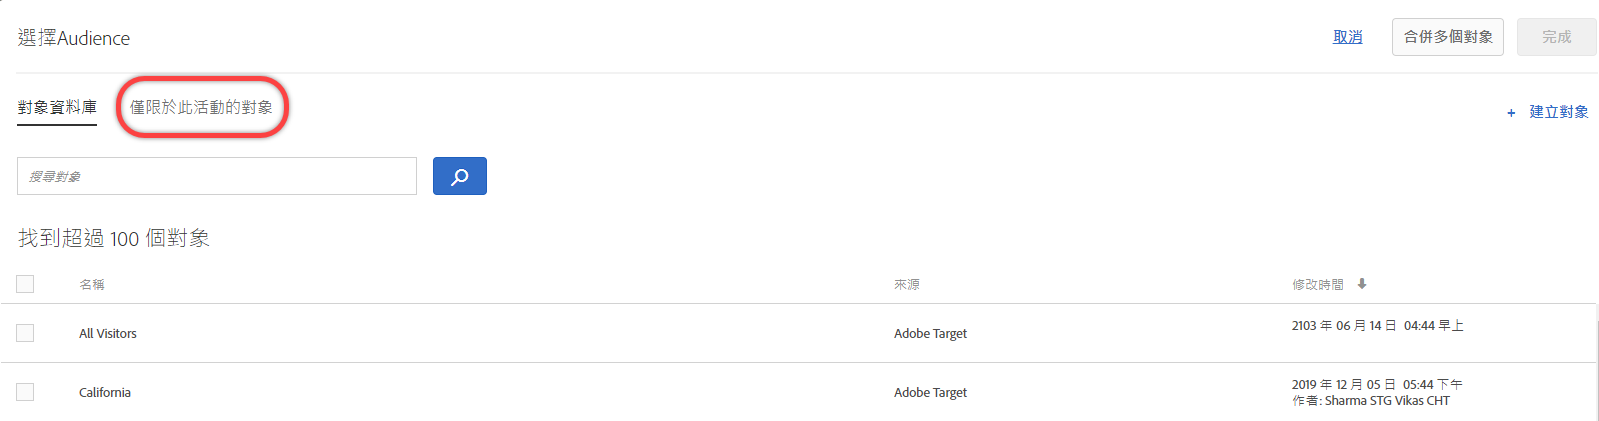 選擇Audience
取消
合併多個對象
完成
對象資料庫
僅限於此活動的對象
+ 建立對象
搜尋對象
找到超過 100 個對象
名稱
來源
修改時間
All Visitors
Adobe Target
2103 年 06 月 14 日 04:44 早上
California
Adobe Target
2019 年 12 月 05 日 05:44 下午
作者: Sharma STG Vikas CHT